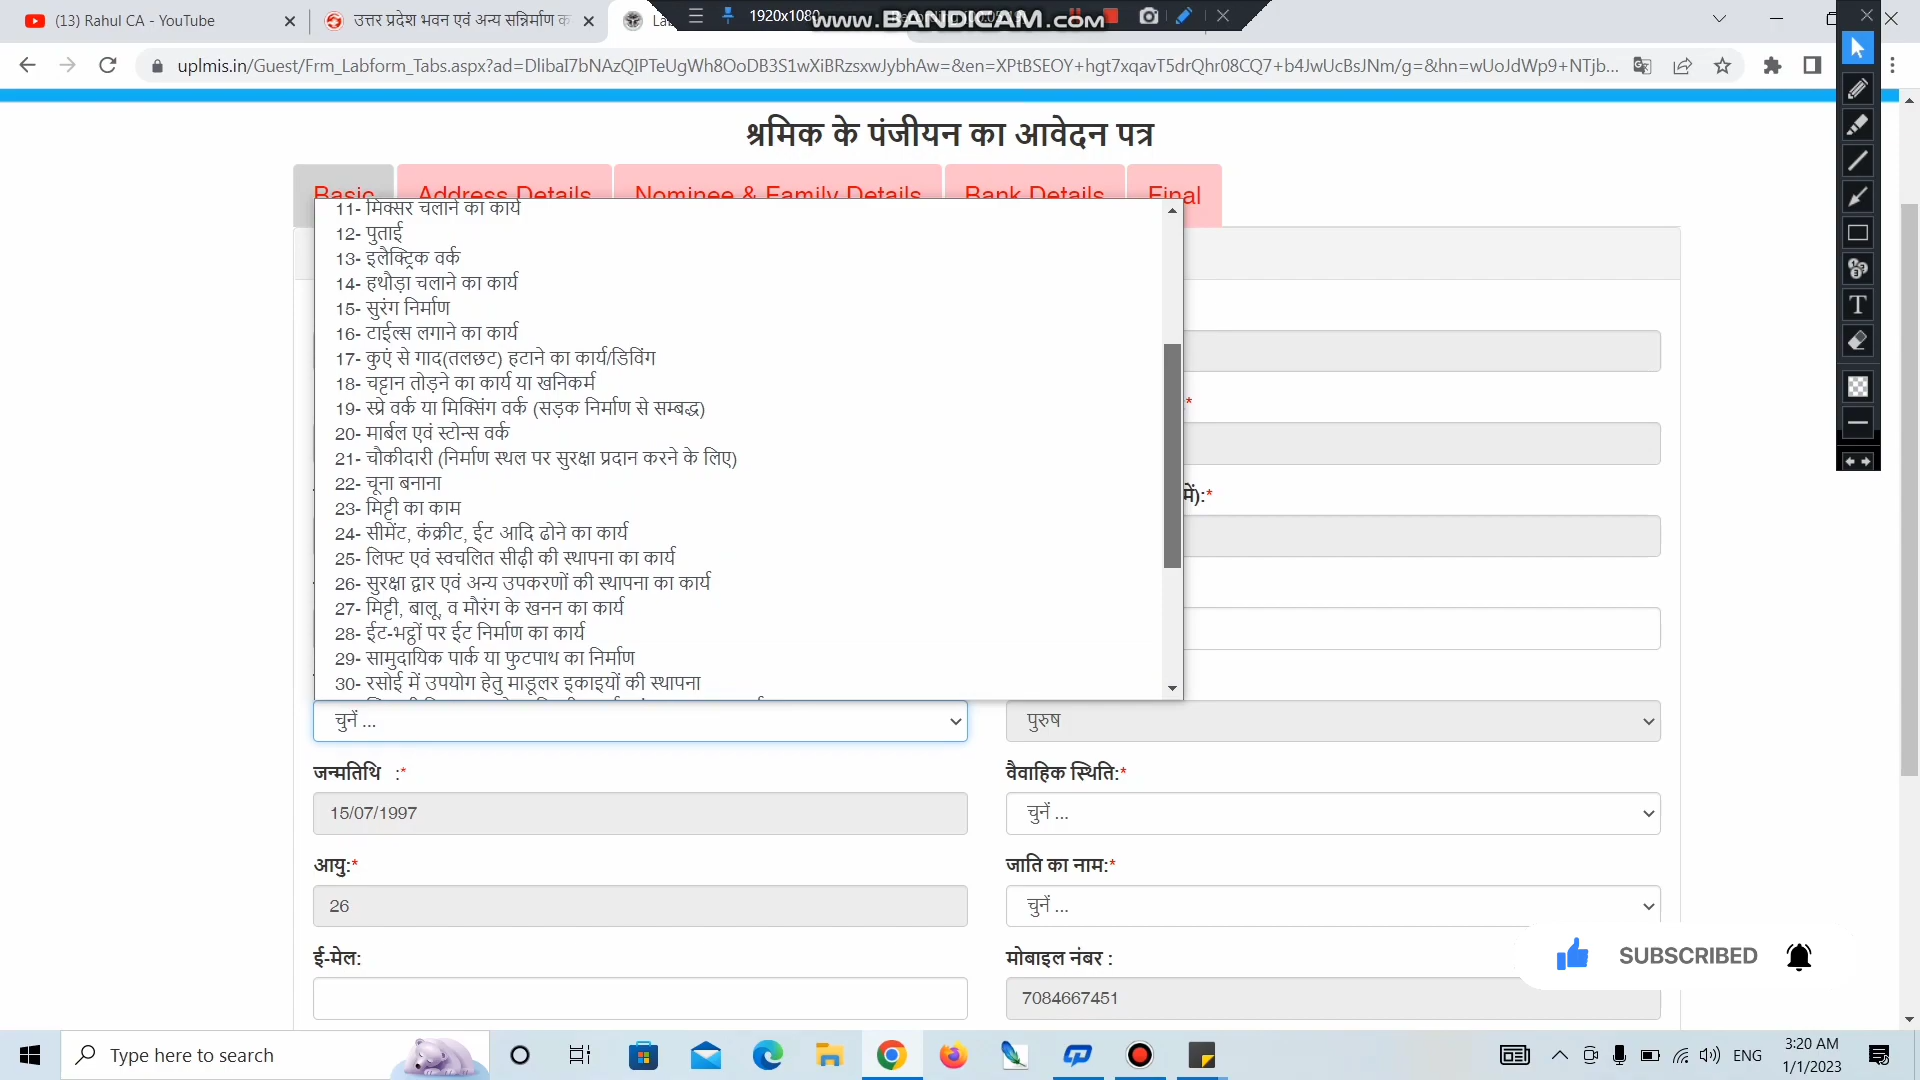 (13) Rahul CA - YouTube
उत्तर प्रदेश भवन एवं अन्य सन्निर्माण क
1920x1080
www.BANDICAM.com
uplmis.in/Guest/Frm_Labform_Tabs.aspx?ad=DlibaI7bNAzQIPTeUgWh8OoDB3S1wXiBRzsxwJybhAw=&en=XPtBSEOY+hgt7xqavT5drQhr08CQ7+b4JwUcBsJNm/g=&hn=wUoJdWp9+NTjb...
श्रमिक के पंजीयन का आवेदन पत्र
Basic
Address Details
Nominee & Family Details
Bank Details
Final
11- मिक्सर चलाने का कार्य
12- पुताई
13- इलैक्ट्रिक वर्क
14- हथौड़ा चलाने का कार्य
15- सुरंग निर्माण
16- टाईल्स लगाने का कार्य
17- कुएं से गाद(तलछट) हटाने का कार्य/डिविंग
18- चट्टान तोड़ने का कार्य या खनिकर्म
19- स्प्रे वर्क या मिक्सिंग वर्क (सड़क निर्माण से सम्बद्ध)
20- मार्बल एवं स्टोन्स वर्क
21- चौकीदारी (निर्माण स्थल पर सुरक्षा प्रदान करने के लिए)
22- चूना बनाना
23- मिट्टी का काम
24- सीमेंट, कंक्रीट, ईट आदि ढोने का कार्य
25- लिफ्ट एवं स्वचलित सीढ़ी की स्थापना का कार्य
26- सुरक्षा द्वार एवं अन्य उपकरणों की स्थापना का कार्य
27- मिट्टी, बालू, व मौरंग के खनन का कार्य
28- ईट-भट्ठों पर ईट निर्माण का कार्य
29- सामुदायिक पार्क या फुटपाथ का निर्माण
30- रसोई में उपयोग हेतु माडूलर इकाइयों की स्थापना
*
में):*
चुनें ...
पुरुष
जन्मतिथि :*
वैवाहिक स्थिति:*
15/07/1997
चुनें ...
आयु:*
जाति का नाम:*
26
चुनें ...
ई-मेल:
मोबाइल नंबर :
7084667451
SUBSCRIBED
Type here to search
ENG
3:20 AM
1/1/2023